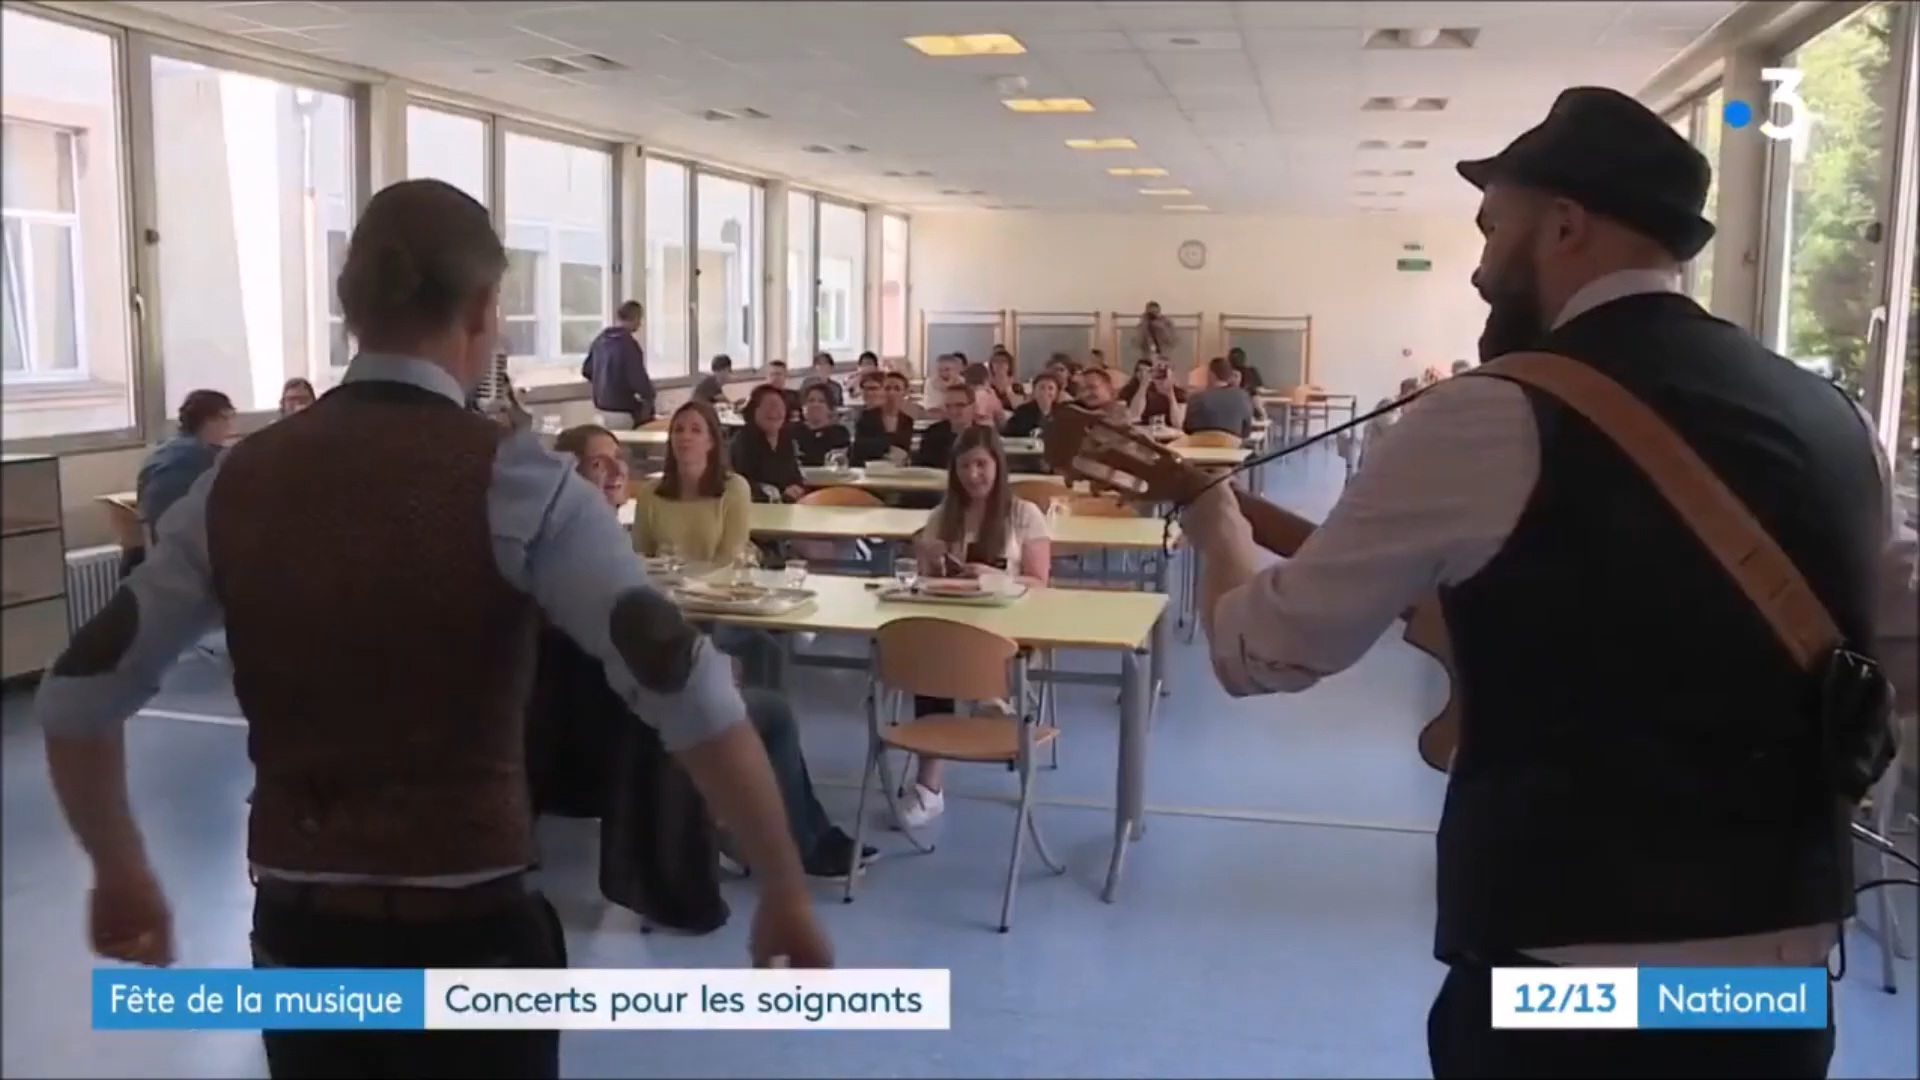 3
Fête de la musique Concerts pour les soignants
12/13 National